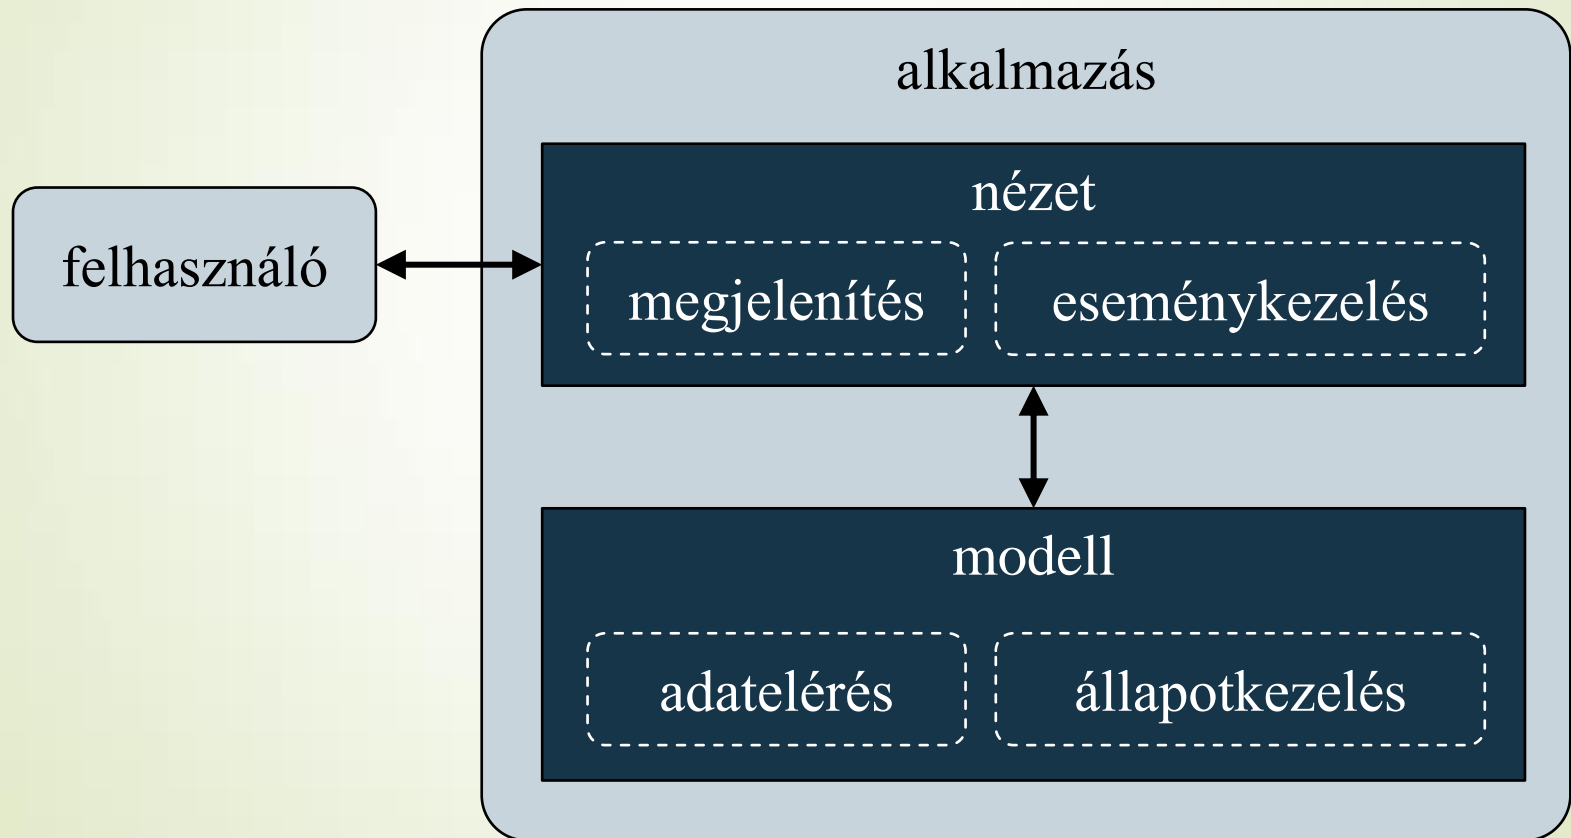 alkalmazás
nézet
felhasználó
megjelenítés
eseménykezelés
modell
adatelérés
állapotkezelés